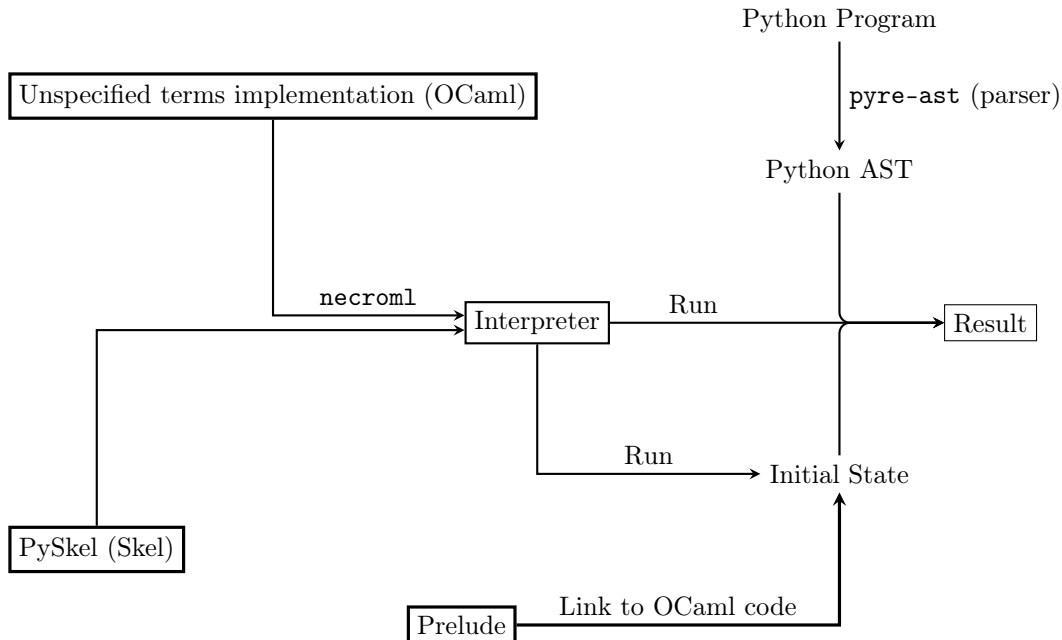 Python Program
Unspecified terms implementation (OCaml)
pyre-ast (parser)
Python AST
necroml
Interpreter
Run
Result
Run
Initial State
PySkel (Skel)
Link to OCaml code
Prelude